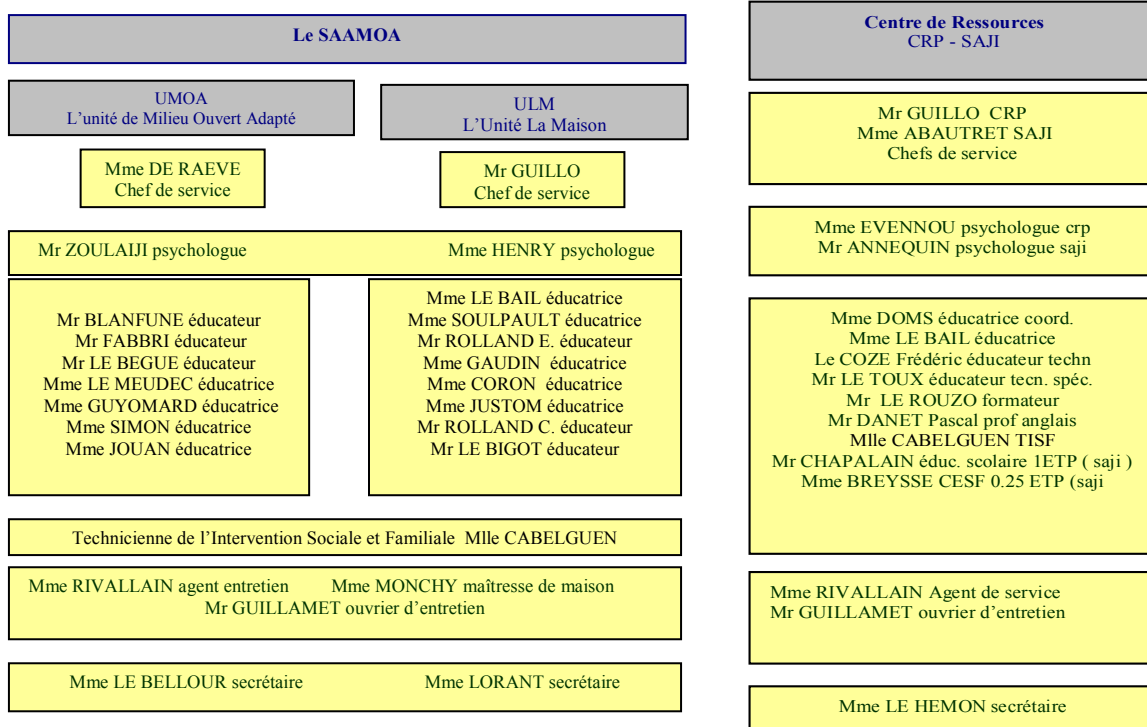 Le SAAMOA
UMOA
L'unité de Milieu Ouvert Adapté
ULM
L'Unité La Maison
Mme DE RAEVE
Chef de service
Mr GUILLO
Chef de service
Mr ZOULAIJI psychologue
Mme HENRY psychologue
Mr BLANFUNE éducateur
Mr FABBRI éducateur
Mr LE BEGUE éducateur
Mme LE MEUDEC éducatrice
Mme GUYOMARD éducatrice
Mme SIMON éducatrice
Mme JOUAN éducatrice
Mme LE BAIL éducatrice
Mme SOULPAULT éducatrice
Mr ROLLAND E. éducateur
Mme GAUDIN éducatrice
Mme CORON éducatrice
Mme JUSTOM éducatrice
Mr ROLLAND C. éducateur
Mr LE BIGOT éducateur
Technicienne de l'Intervention Sociale et Familiale Mlle CABELGUEN
Mme RIVALLAIN agent entretien Mme MONCHY maîtresse de maison
Mr GUILLAMET ouvrier d'entretien
Mme LE BELLOUR secrétaire Mme LORANT secrétaire
Centre de Ressources
CRP - SAJI
Mr GUILLO CRP
Mme ABAUTRET SAJI
Chefs de service
Mme EVENNOU psychologue crp
Mr ANNEQUIN psychologue saji
Mme DOMS éducatrice coord.
Mme LE BAIL éducatrice
Le COZE Frédéric éducateur techn
Mr LE TOUX éducateur tecn. spéc.
Mr LE ROUZO formateur
Mr DANET Pascal prof anglais
Mlle CABELGUEN TISF
Mr CHAPALAIN éduc. scolaire 1ETP ( saji )
Mme BREYSSE CESF 0.25 ETP (saji
Mme RIVALLAIN Agent de service
Mr GUILLAMET ouvrier d'entretien
Mme LE HEMON secrétaire